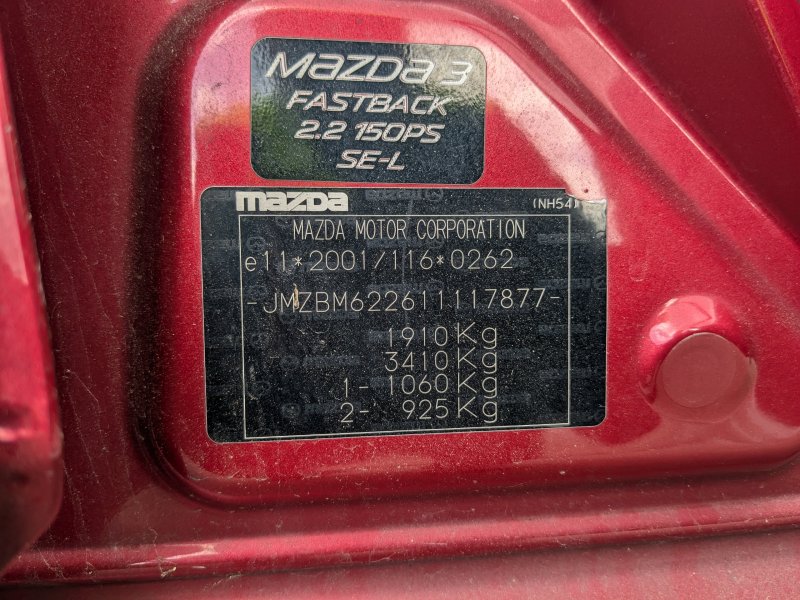 mazda 3
FASTBACK
2.2 150PS
SE-L
mazda (NH54)
MAZDA MOTOR CORPORATION
e11*2001/116*0262
-JMZBM622611117877-
1910Kg
3410Kg
1- 1060Kg
2- 925Kg